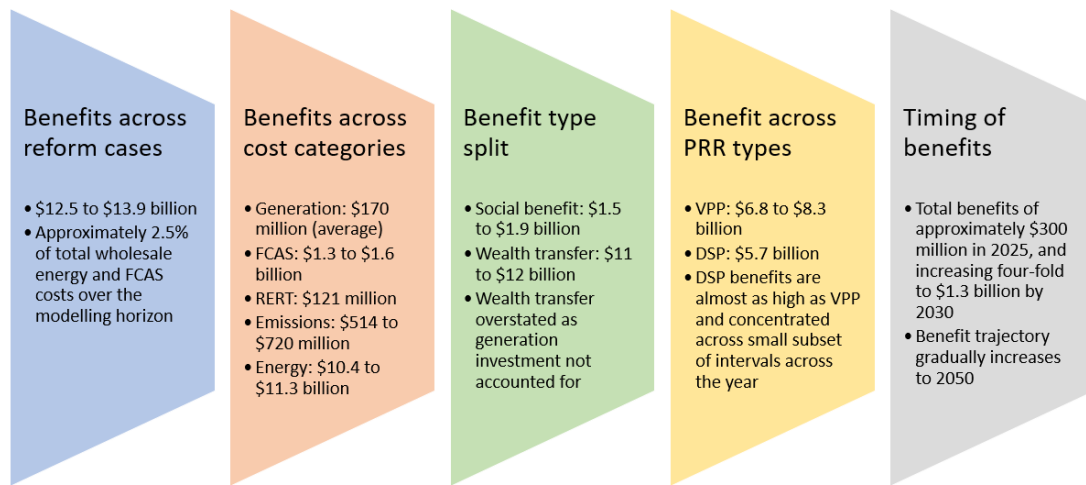 Benefits across
reform cases
• $12.5 to $13.9 billion
• Approximately 2.5%
of total wholesale
energy and FCAS
costs over the
modelling horizon
Benefits across
cost categories
• Generation: $170
million (average)
• FCAS: $1.3 to $1.6
billion
• RERT: $121 million
• Emissions: $514 to
$720 million
• Energy: $10.4 to
$11.3 billion
Benefit type
split
• Social benefit: $1.5
to $1.9 billion
• Wealth transfer: $11
to $12 billion
• Wealth transfer
overstated as
generation
investment not
accounted for
Benefit across
PRR types
• VPP: $6.8 to $8.3
billion
• DSP: $5.7 billion
• DSP benefits are
almost as high as VPP
and concentrated
across small subset
of intervals across
the year
Timing of
benefits
• Total benefits of
approximately $300
million in 2025, and
increasing four-fold
to $1.3 billion by
2030
• Benefit trajectory
gradually increases
to 2050